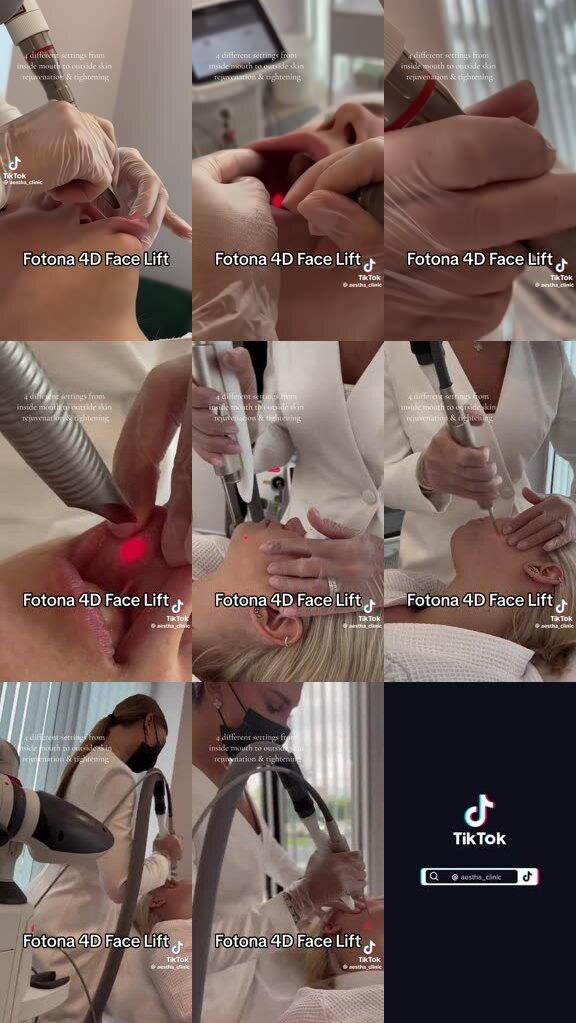 4 different settings from
inside mouth to outside skin
rejuvenation & tightening
TikTok
@ aestha_clinic
Fotona 4D Face Lift
4 different settings from
inside mouth to outside skin
rejuvenation & tightening
Fotona 4D Face Lift
TikTok
@ aestha_clinic
4 different settings from
inside mouth to outside skin
rejuvenation & tightening
Fotona 4D Face Lift
TikTok
@ aestha_clinic
4 different settings from
inside mouth to outside skin
rejuvenation & tightening
Fotona 4D Face Lift
TikTok
@ aestha_clinic
4 different settings from
inside mouth to outside skin
rejuvenation & tightening
Fotona 4D Face Lift
TikTok
@ aestha_clinic
4 different settings from
inside mouth to outside skin
rejuvenation & tightening
Fotona 4D Face Lift
TikTok
@ aestha_clinic
4 different settings from
inside mouth to outside skin
rejuvenation & tightening
Fotona 4D Face Lift
TikTok
@ aestha_clinic
4 different settings from
inside mouth to outside skin
rejuvenation & tightening
Fotona 4D Face Lift
TikTok
@ aestha_clinic
TikTok
@ aestha_clinic